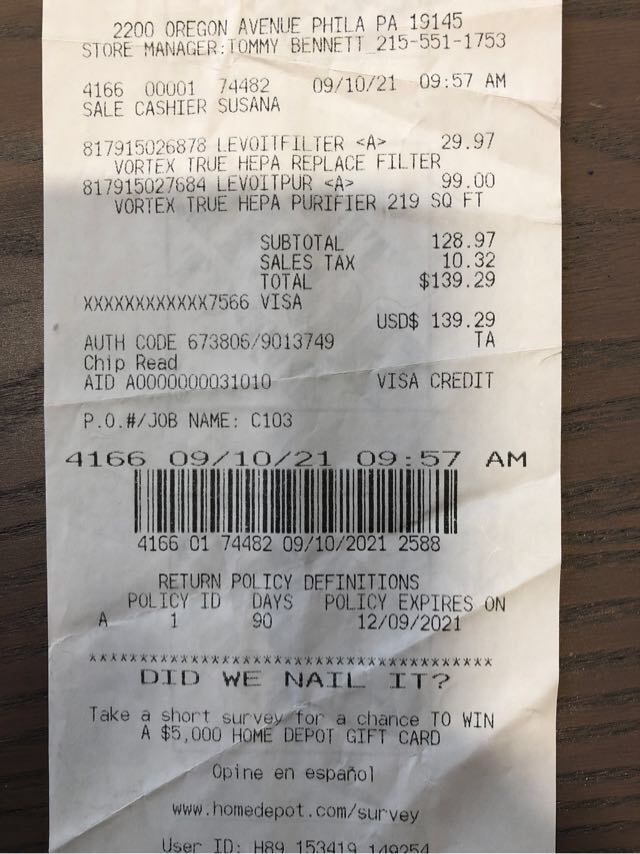 2200 OREGON AVENUE PHILA PA 19145
STORE MANAGER:TOMMY BENNETT 215-551-1753
4166 00001 74482 09/10/21 09:57 AM
SALE CASHIER SUSANA
817915026878 LEVOITFILTER <A> 29.97
VORTEX TRUE HEPA REPLACE FILTER
817915027684 LEVOITPUR <A> 99.00
VORTEX TRUE HEPA PURIFIER 219 SQ FT
SUBTOTAL 128.97
SALES TAX 10.32
TOTAL $139.29
XXXXXXXXXXXX7566 VISA
USD$ 139.29
AUTH CODE 673806/9013749 TA
Chip Read
AID A0000000031010 VISA CREDIT
P.O.#/JOB NAME: C103
4166 09/10/21 09:57 AM
4166 01 74482 09/10/2021 2588
RETURN POLICY DEFINITIONS
POLICY ID DAYS POLICY EXPIRES ON
A 1 90 12/09/2021
***************************************
DID WE NAIL IT?
Take a short survey for a chance TO WIN
A $5,000 HOME DEPOT GIFT CARD
Opine en español
www.homedepot.com/survey
User ID: H89 153419 149254